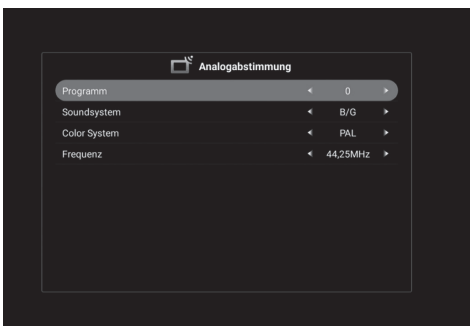 Analogabstimmung
Programm 0
Soundsystem B/G
Color System PAL
Frequenz 44,25MHz